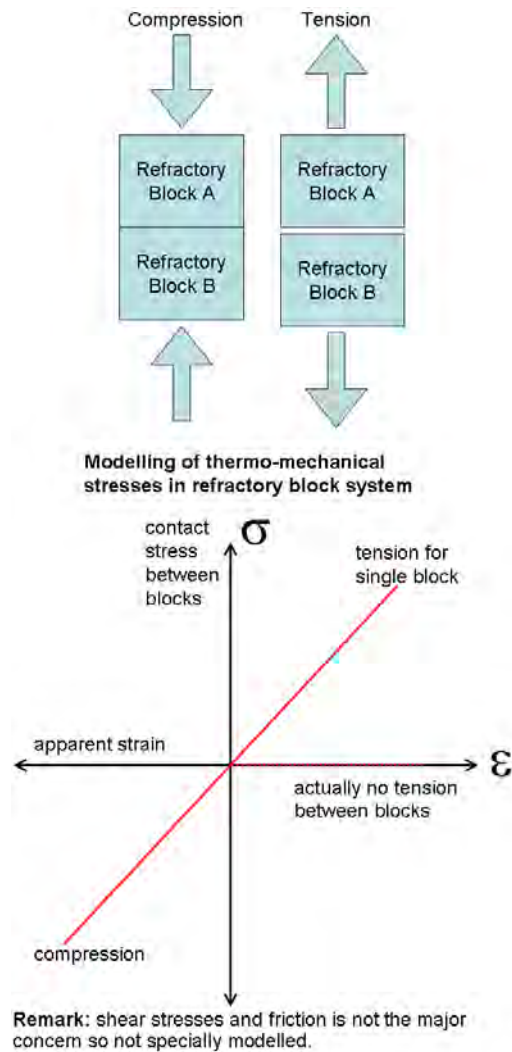 Compression
Tension
Refractory
Block A
Refractory
Block A
Refractory
Block B
Refractory
Block B
Modelling of thermo-mechanical
stresses in refractory block system
contact
stress
between
blocks
σ
tension for
single block
apparent strain
ε
actually no tension
between blocks
compression
Remark: shear stresses and friction is not the major
concern so not specially modelled.